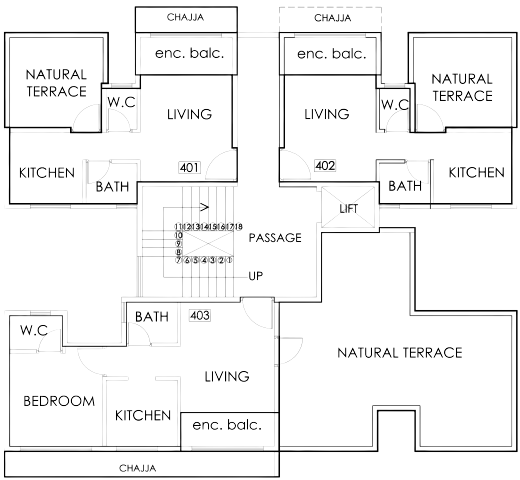 CHAJJA
CHAJJA
enc. balc.
enc. balc.
NATURAL
TERRACE
NATURAL
TERRACE
W.C
W.C
LIVING
LIVING
401
402
KITCHEN
BATH
BATH
KITCHEN
LIFT
11 12 13 14 15 16 17 18
10
9
8
7 6 5 4 3 2 1
PASSAGE
UP
W.C
BATH
403
NATURAL TERRACE
LIVING
BEDROOM
KITCHEN
enc. balc.
CHAJJA